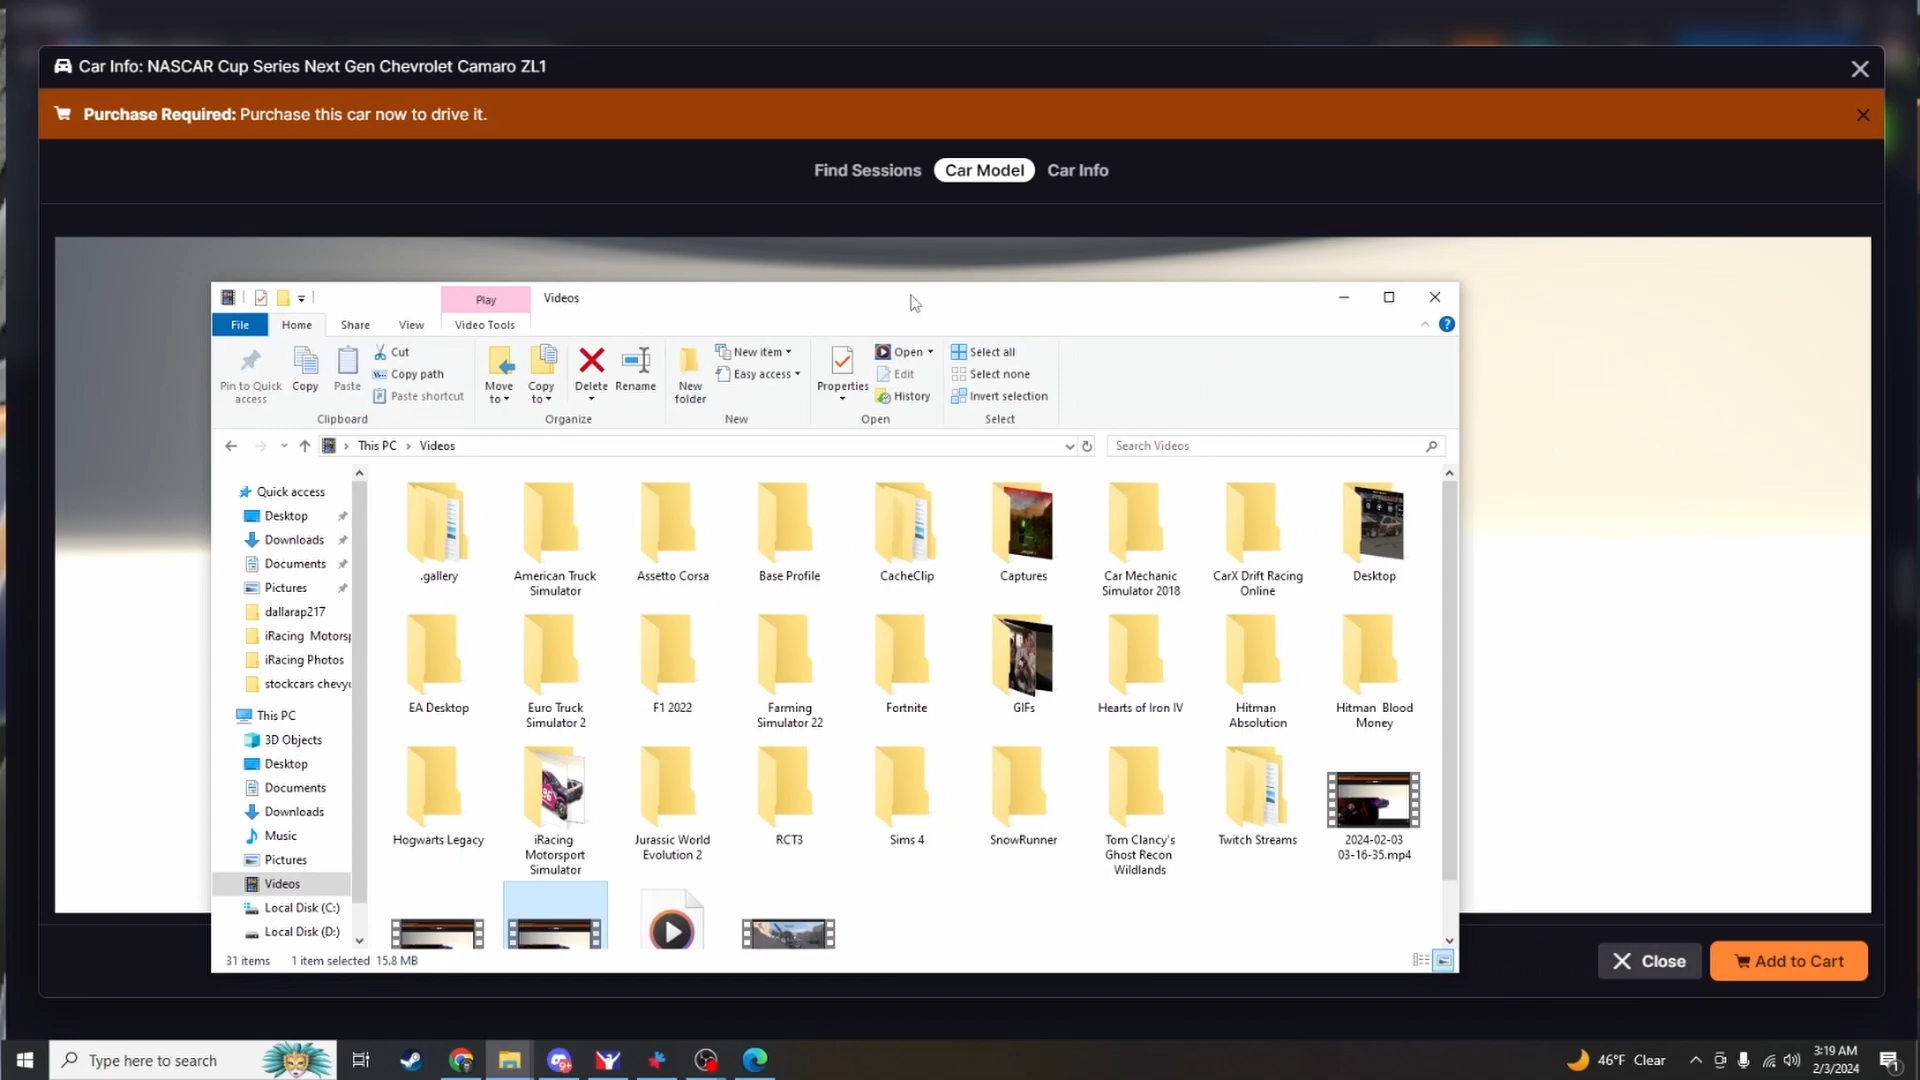 Car Info: NASCAR Cup Series Next Gen Chevrolet Camaro ZL1
Purchase Required: Purchase this car now to drive it.
Find Sessions Car Model Car Info
Play Videos
File Home Share View Video Tools
Pin to Quick access
Copy
Paste
Cut
Copy path
Paste shortcut
Clipboard
Move to
Copy to
Delete
Rename
Organize
New folder
New item
Easy access
New
Properties
Open
Edit
History
Open
Select all
Select none
Invert selection
Select
This PC Videos
Search Videos
Quick access
Desktop
Downloads
Documents
Pictures
dallarap217
iRacing Motorsp
iRacing Photos
stockcars chevyc
This PC
3D Objects
Desktop
Documents
Downloads
Music
Pictures
Videos
Local Disk (C:)
Local Disk (D:)
.gallery
American Truck
Simulator
Assetto Corsa
Base Profile
CacheClip
Captures
Car Mechanic
Simulator 2018
CarX Drift Racing
Online
Desktop
EA Desktop
Euro Truck
Simulator 2
F1 2022
Farming
Simulator 22
Fortnite
GIFs
Hearts of Iron IV
Hitman
Absolution
Hitman Blood
Money
Hogwarts Legacy
iRacing
Motorsport
Simulator
Jurassic World
Evolution 2
RCT3
Sims 4
SnowRunner
Tom Clancy's
Ghost Recon
Wildlands
Twitch Streams
2024-02-03
03-16-35.mp4
31 items 1 item selected 15.8 MB
Close
Add to Cart
Type here to search
46°F Clear
3:19 AM
2/3/2024